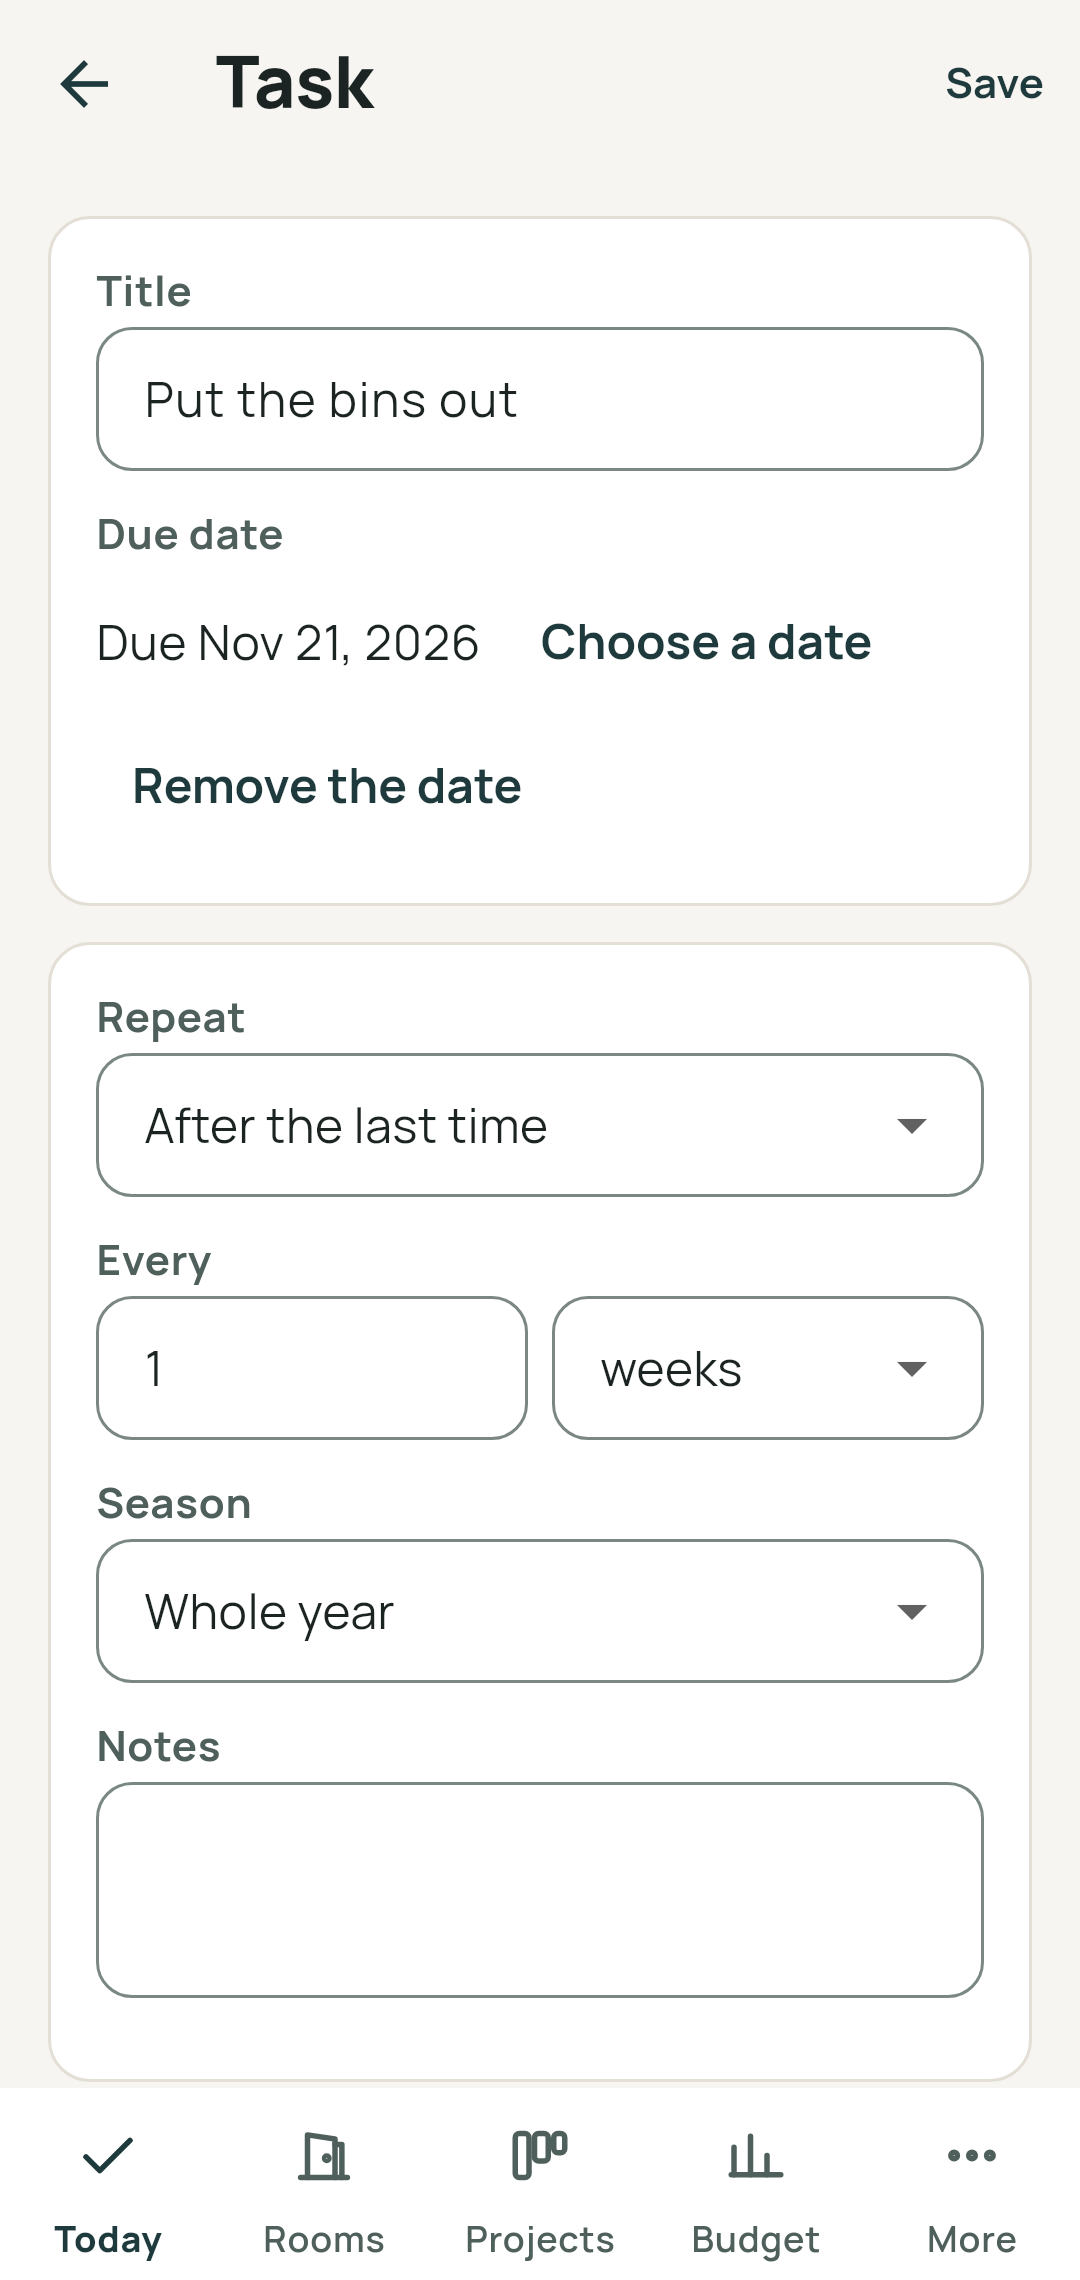 Task
Save
Title
Put the bins out
Due date
Due Nov 21, 2026
Choose a date
Remove the date
Repeat
After the last time
Every
1
weeks
Season
Whole year
Notes
Today
Rooms
Projects
Budget
More